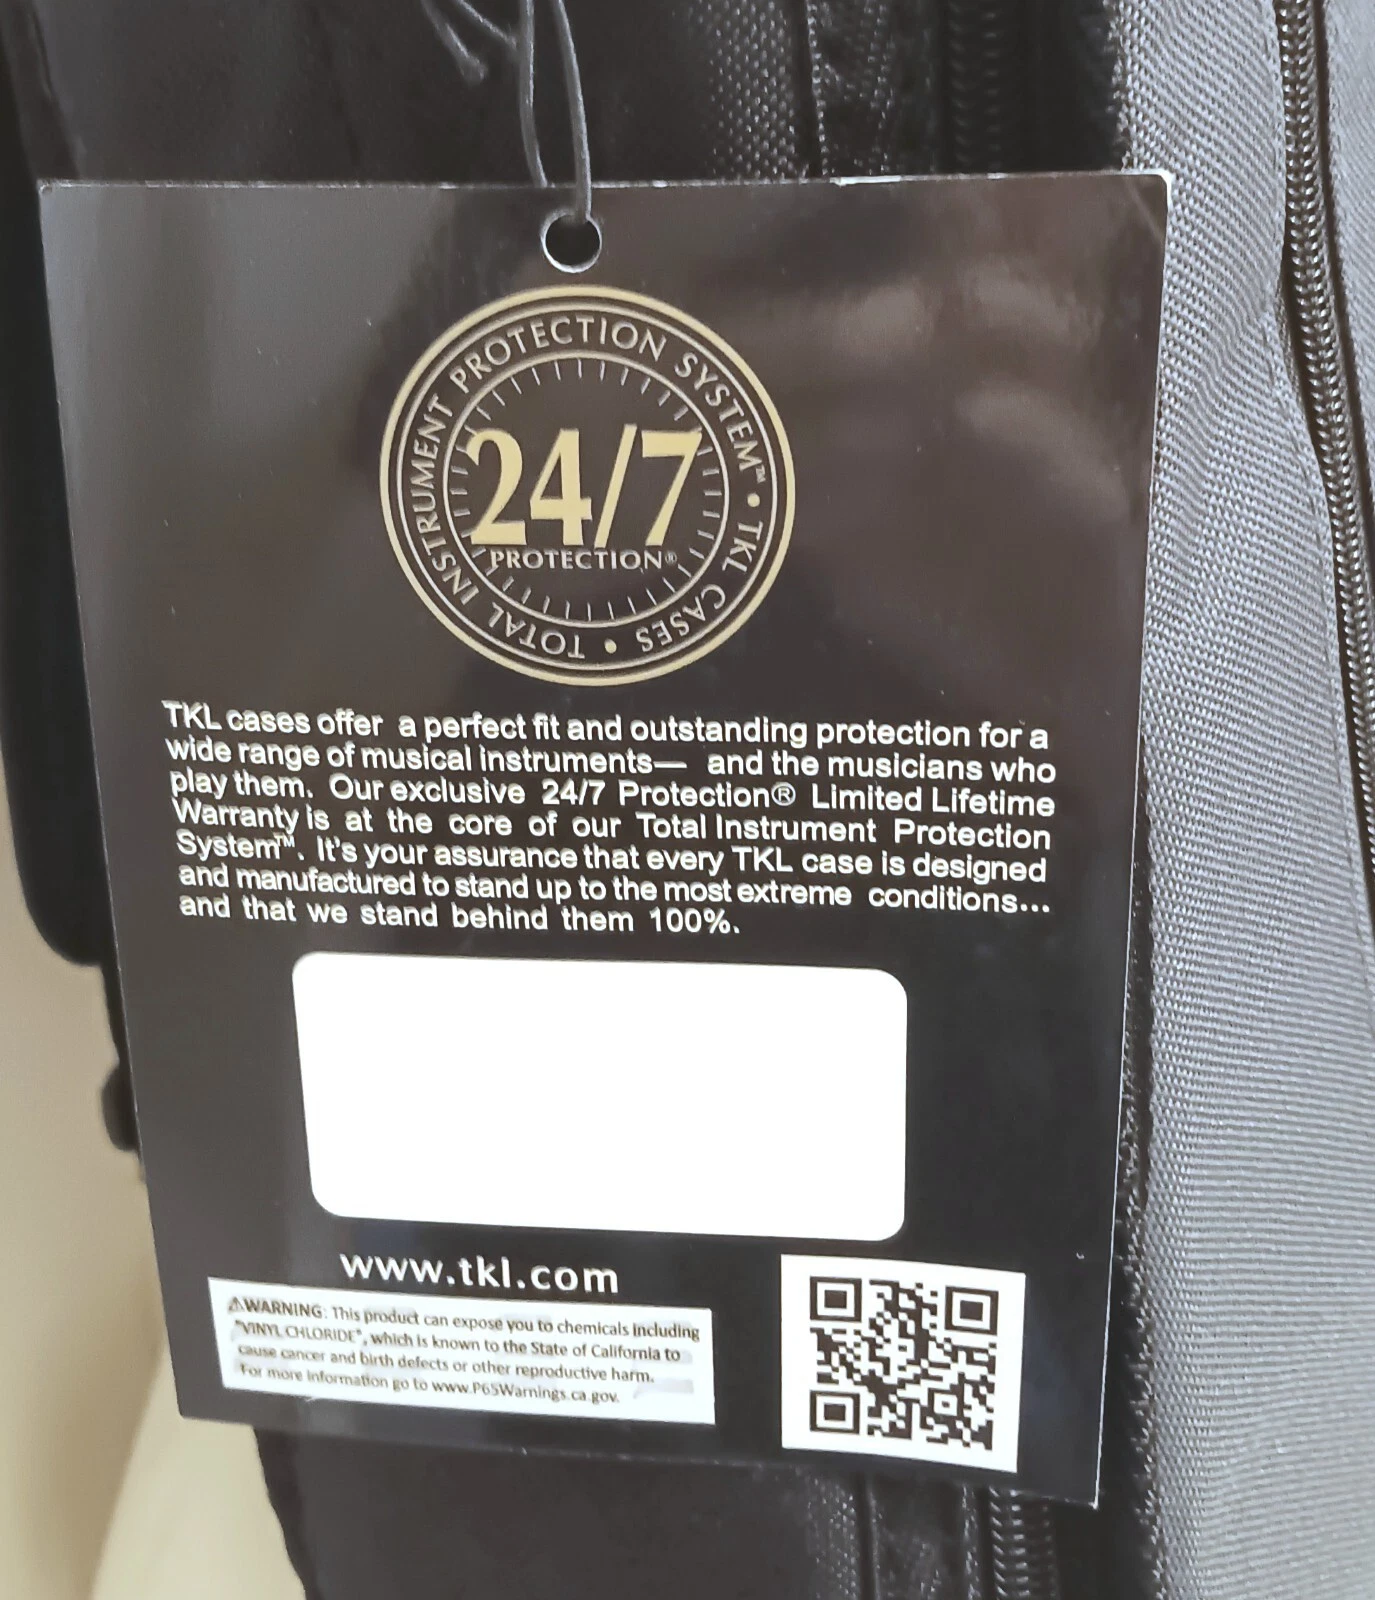 TOTAL INSTRUMENT PROTECTION SYSTEM™ • TKL CASES •
24/7
PROTECTION®
TKL cases offer a perfect fit and outstanding protection for a
wide range of musical instruments— and the musicians who
play them. Our exclusive 24/7 Protection® Limited Lifetime
Warranty is at the core of our Total Instrument Protection
System™. It's your assurance that every TKL case is designed
and manufactured to stand up to the most extreme conditions...
and that we stand behind them 100%.
www.tkl.com
⚠WARNING: This product can expose you to chemicals including
"VINYL CHLORIDE", which is known to the State of California to
cause cancer and birth defects or other reproductive harm.
For more information go to www.P65Warnings.ca.gov.